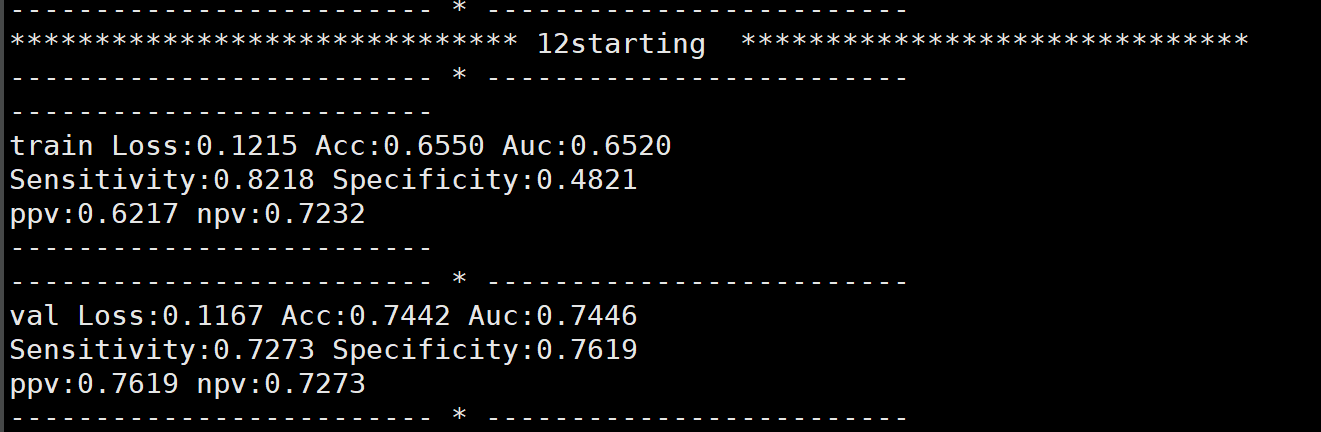 ------------------------- * -------------------------
****************************** 12starting  ******************************
------------------------- * -------------------------
-------------------------
train Loss:0.1215 Acc:0.6550 Auc:0.6520
Sensitivity:0.8218 Specificity:0.4821
ppv:0.6217 npv:0.7232
-------------------------
------------------------- * -------------------------
val Loss:0.1167 Acc:0.7442 Auc:0.7446
Sensitivity:0.7273 Specificity:0.7619
ppv:0.7619 npv:0.7273
------------------------- * -------------------------